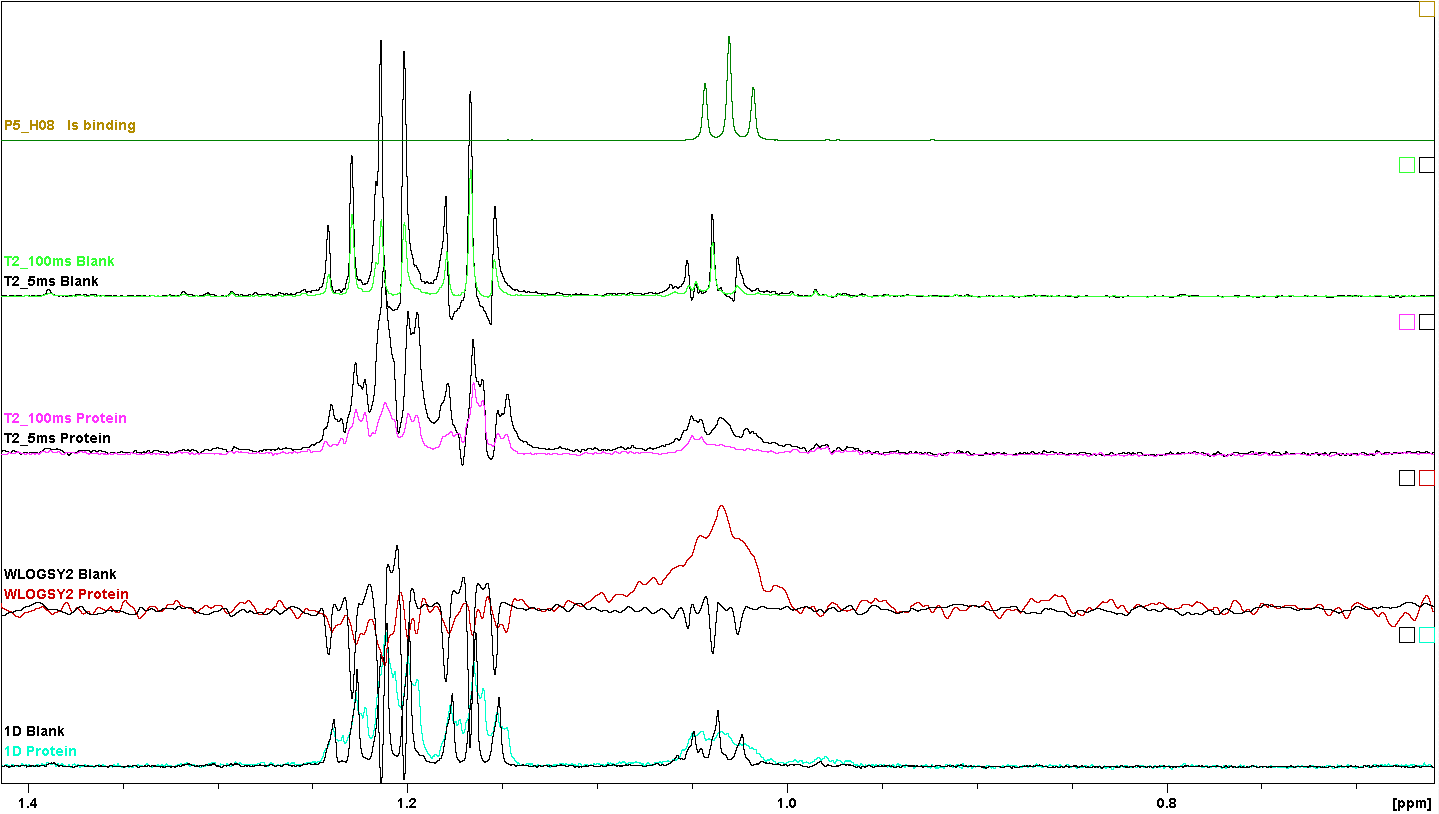 P5_H08 Is binding
T2_100ms Blank
T2_5ms Blank
T2_100ms Protein
T2_5ms Protein
WLOGSY2 Blank
WLOGSY2 Protein
1D Blank
1D Protein
1.4 1.2 1.0 0.8 [ppm]